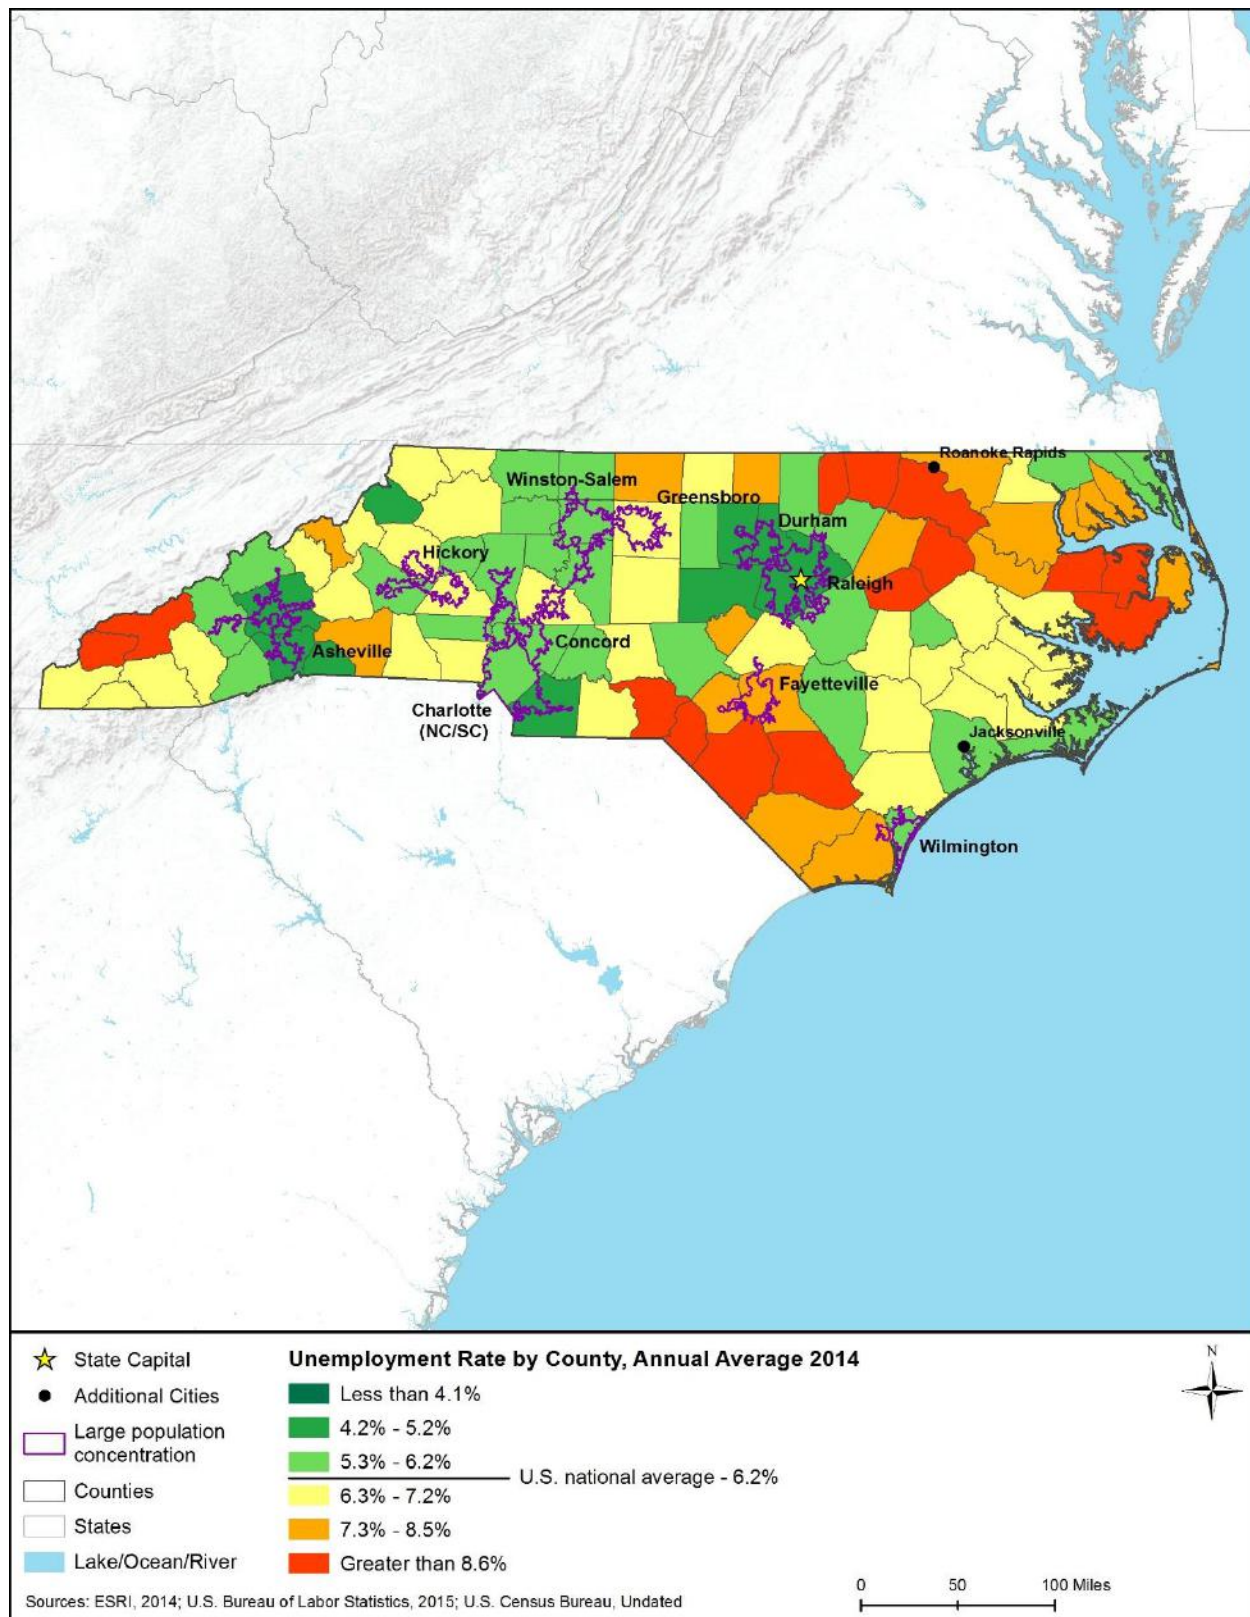 Roanoke Rapids
Winston-Salem
Greensboro
Durham
Hickory
Raleigh
Concord
Asheville
Fayetteville
Charlotte
(NC/SC)
Jacksonville
Wilmington
State Capital
Additional Cities
Large population
concentration
Counties
States
Lake/Ocean/River
Unemployment Rate by County, Annual Average 2014
Less than 4.1%
4.2% - 5.2%
5.3% - 6.2%
U.S. national average - 6.2%
6.3% - 7.2%
7.3% - 8.5%
Greater than 8.6%
N
0 50 100 Miles
Sources: ESRI, 2014; U.S. Bureau of Labor Statistics, 2015; U.S. Census Bureau, Undated